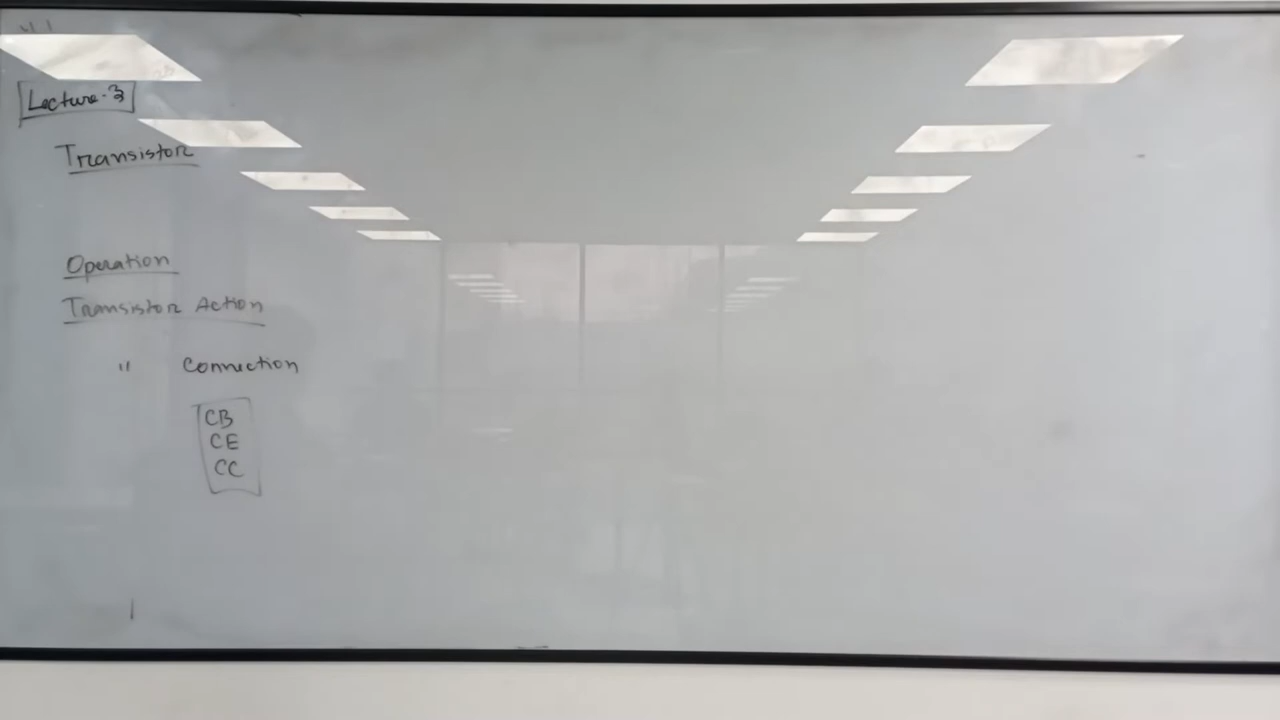 Lecture-3
Transistor
Operation
Transistor Action
" Connection
CB
CE
CC